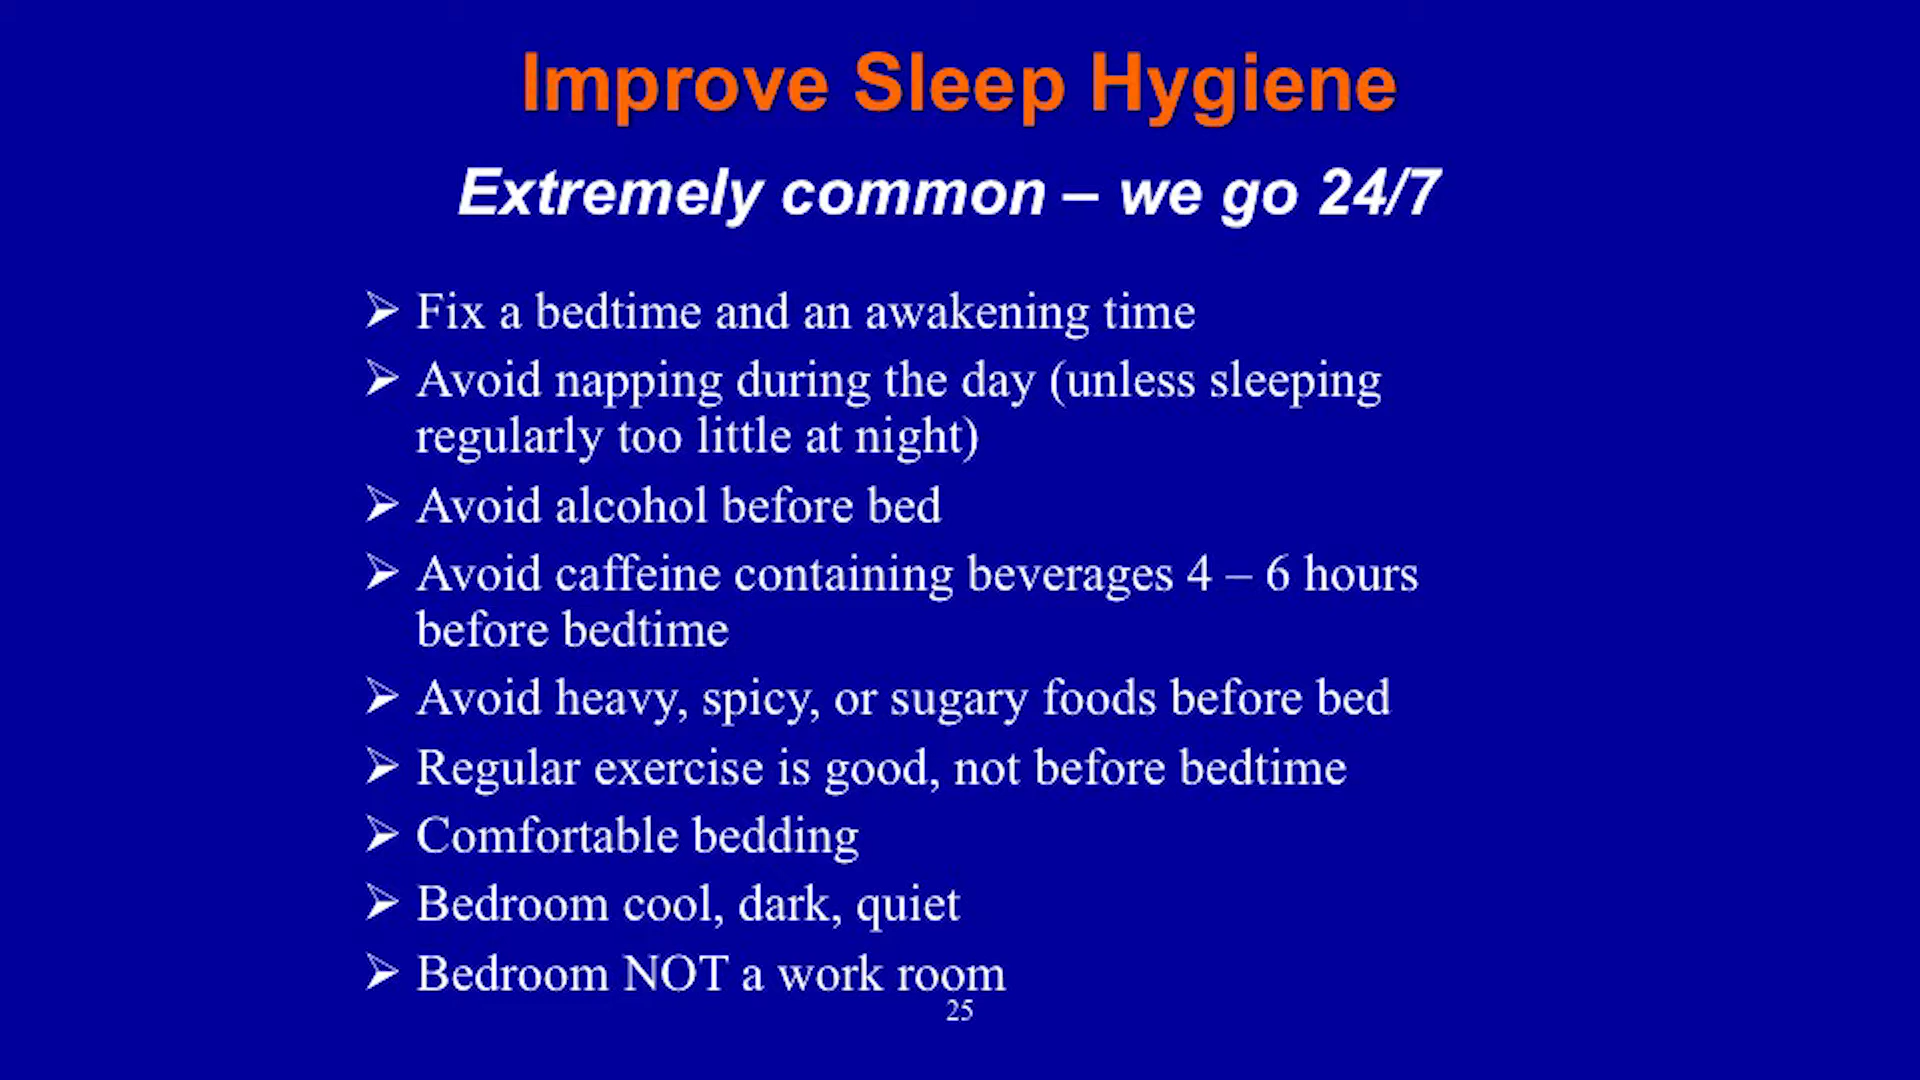 Improve Sleep Hygiene
Extremely common – we go 24/7
➢ Fix a bedtime and an awakening time
➢ Avoid napping during the day (unless sleeping
regularly too little at night)
➢ Avoid alcohol before bed
➢ Avoid caffeine containing beverages 4 – 6 hours
before bedtime
➢ Avoid heavy, spicy, or sugary foods before bed
➢ Regular exercise is good, not before bedtime
➢ Comfortable bedding
➢ Bedroom cool, dark, quiet
➢ Bedroom NOT a work room
25